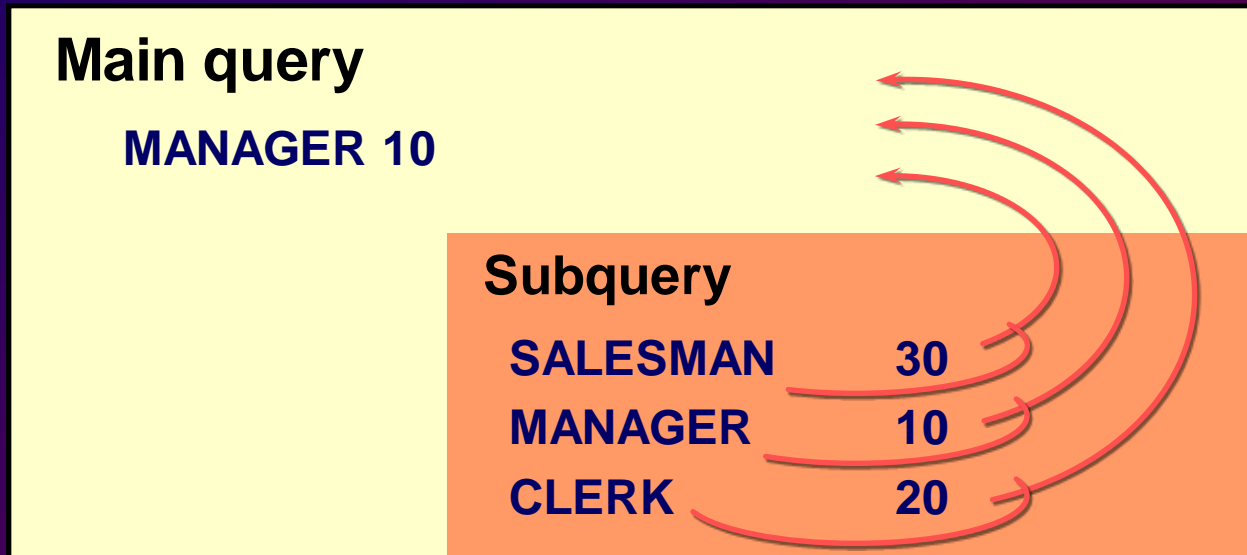 Main query
MANAGER 10
Subquery
SALESMAN 30
MANAGER 10
CLERK 20